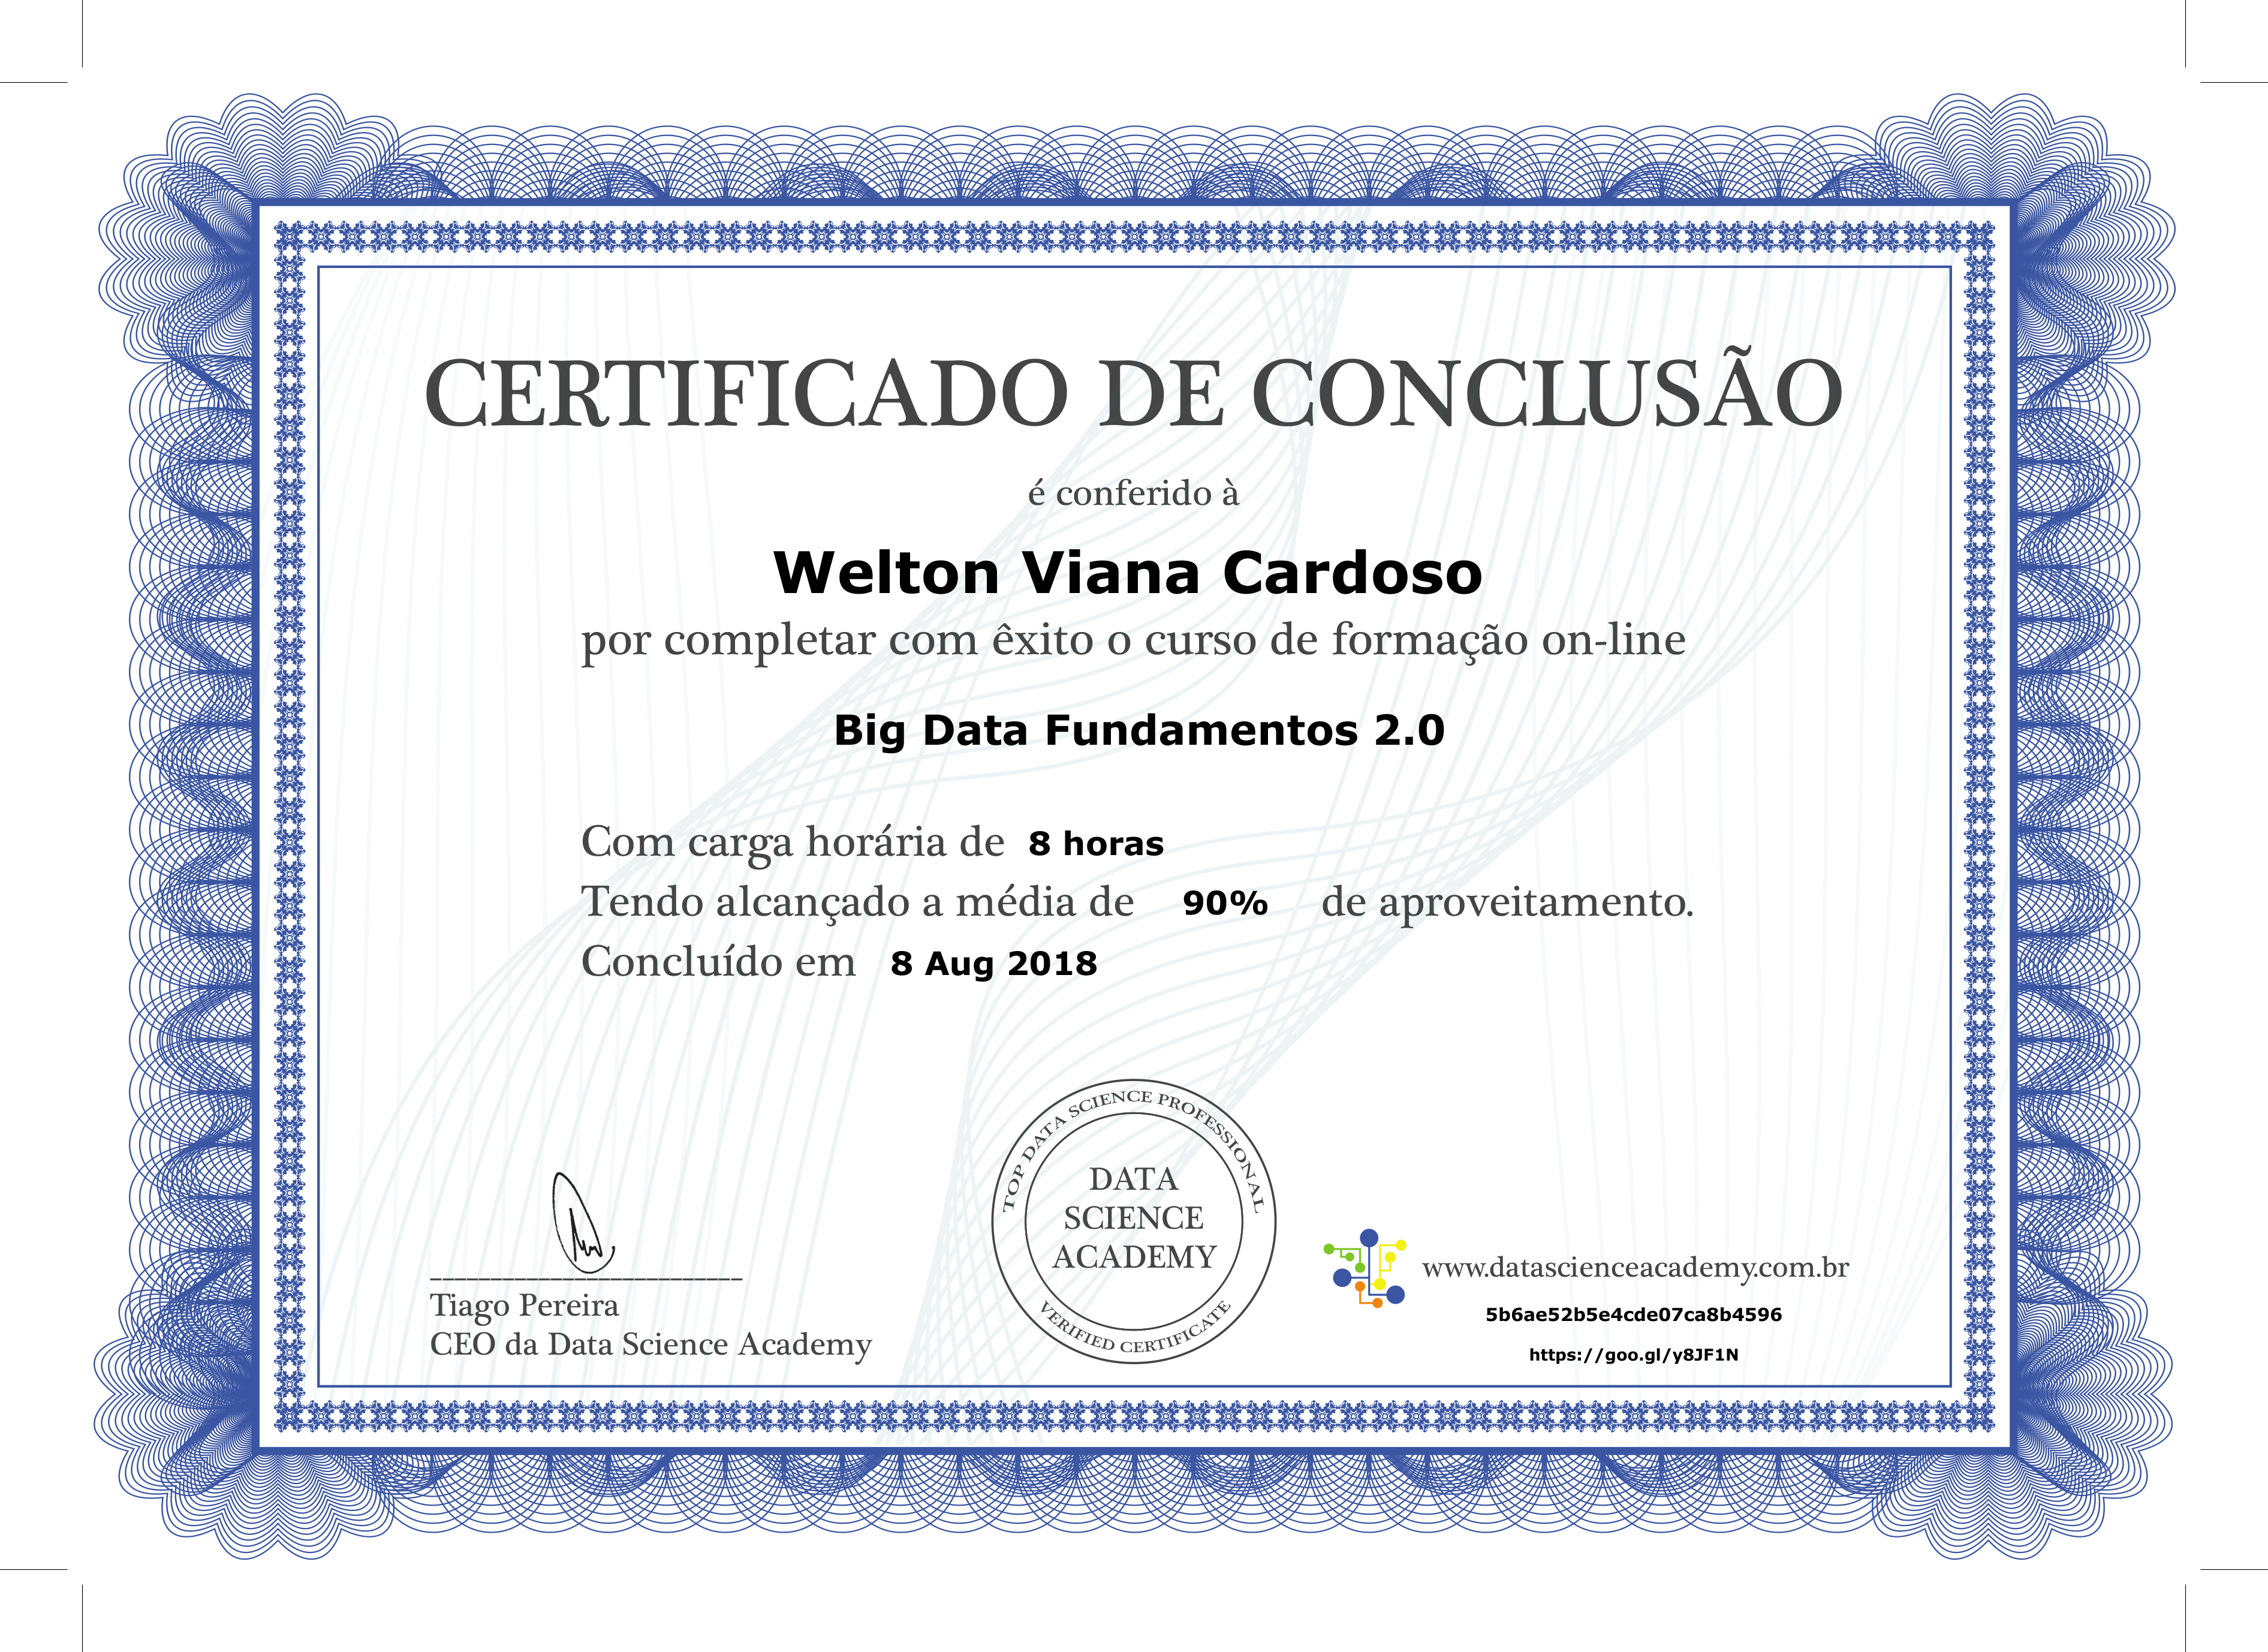 CERTIFICADO DE CONCLUSÃO
é conferido à
Welton Viana Cardoso
por completar com êxito o curso de formação on-line
Big Data Fundamentos 2.0
Com carga horária de 8 horas
Tendo alcançado a média de 90% de aproveitamento.
Concluído em 8 Aug 2018
Tiago Pereira
CEO da Data Science Academy
TOP DATA SCIENCE PROFESSIONAL
DATA
SCIENCE
ACADEMY
VERIFIED CERTIFICATE
www.datascienceacademy.com.br
5b6ae52b5e4cde07ca8b4596
https://goo.gl/y8JF1N